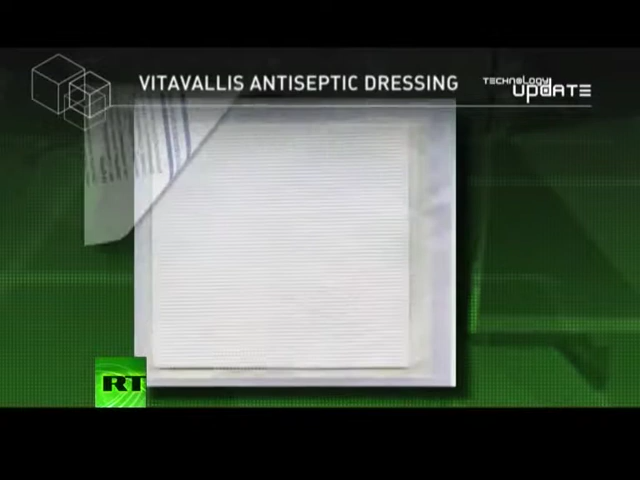 VITAVALLIS ANTISEPTIC DRESSING
TECHNOLOGY
UPDATE
RT